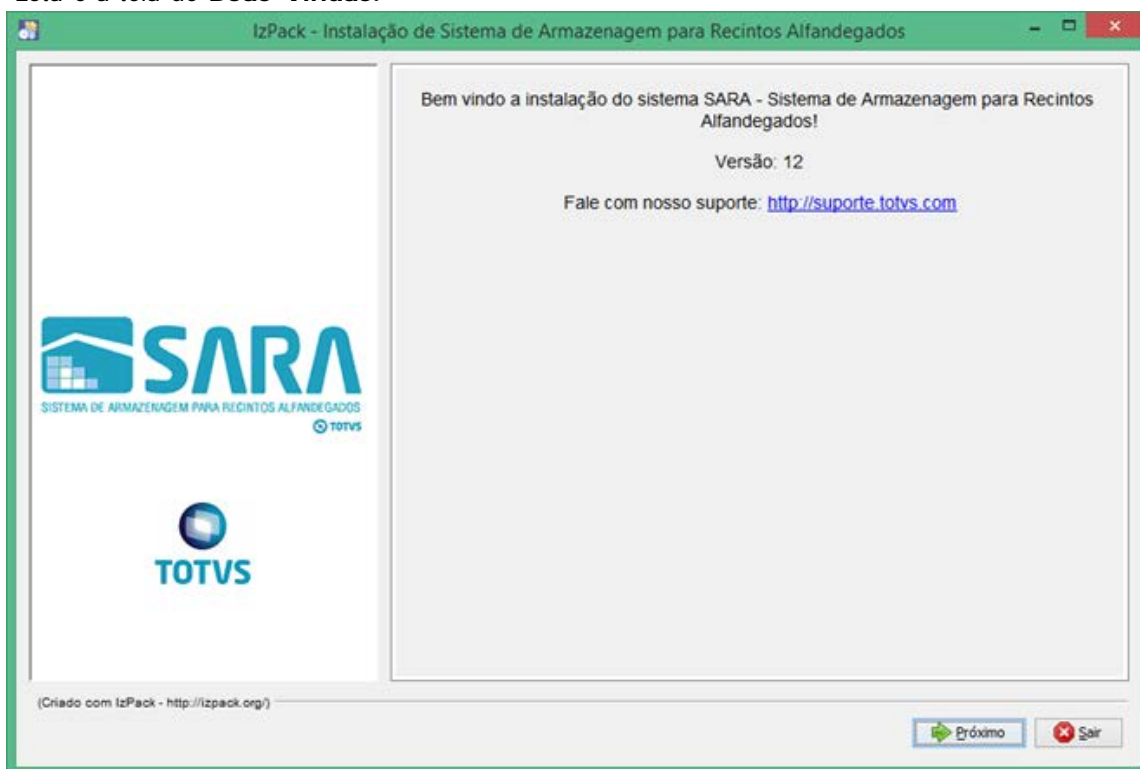 IzPack - Instalação de Sistema de Armazenagem para Recintos Alfandegados
Bem vindo a instalação do sistema SARA - Sistema de Armazenagem para Recintos
Alfandegados!
Versão: 12
Fale com nosso suporte: http://suporte.totvs.com
SARA
SISTEMA DE ARMAZENAGEM PARA RECINTOS ALFANDEGADOS
TOTVS
TOTVS
(Criado com IzPack - http://izpack.org/)
Próximo
Sair